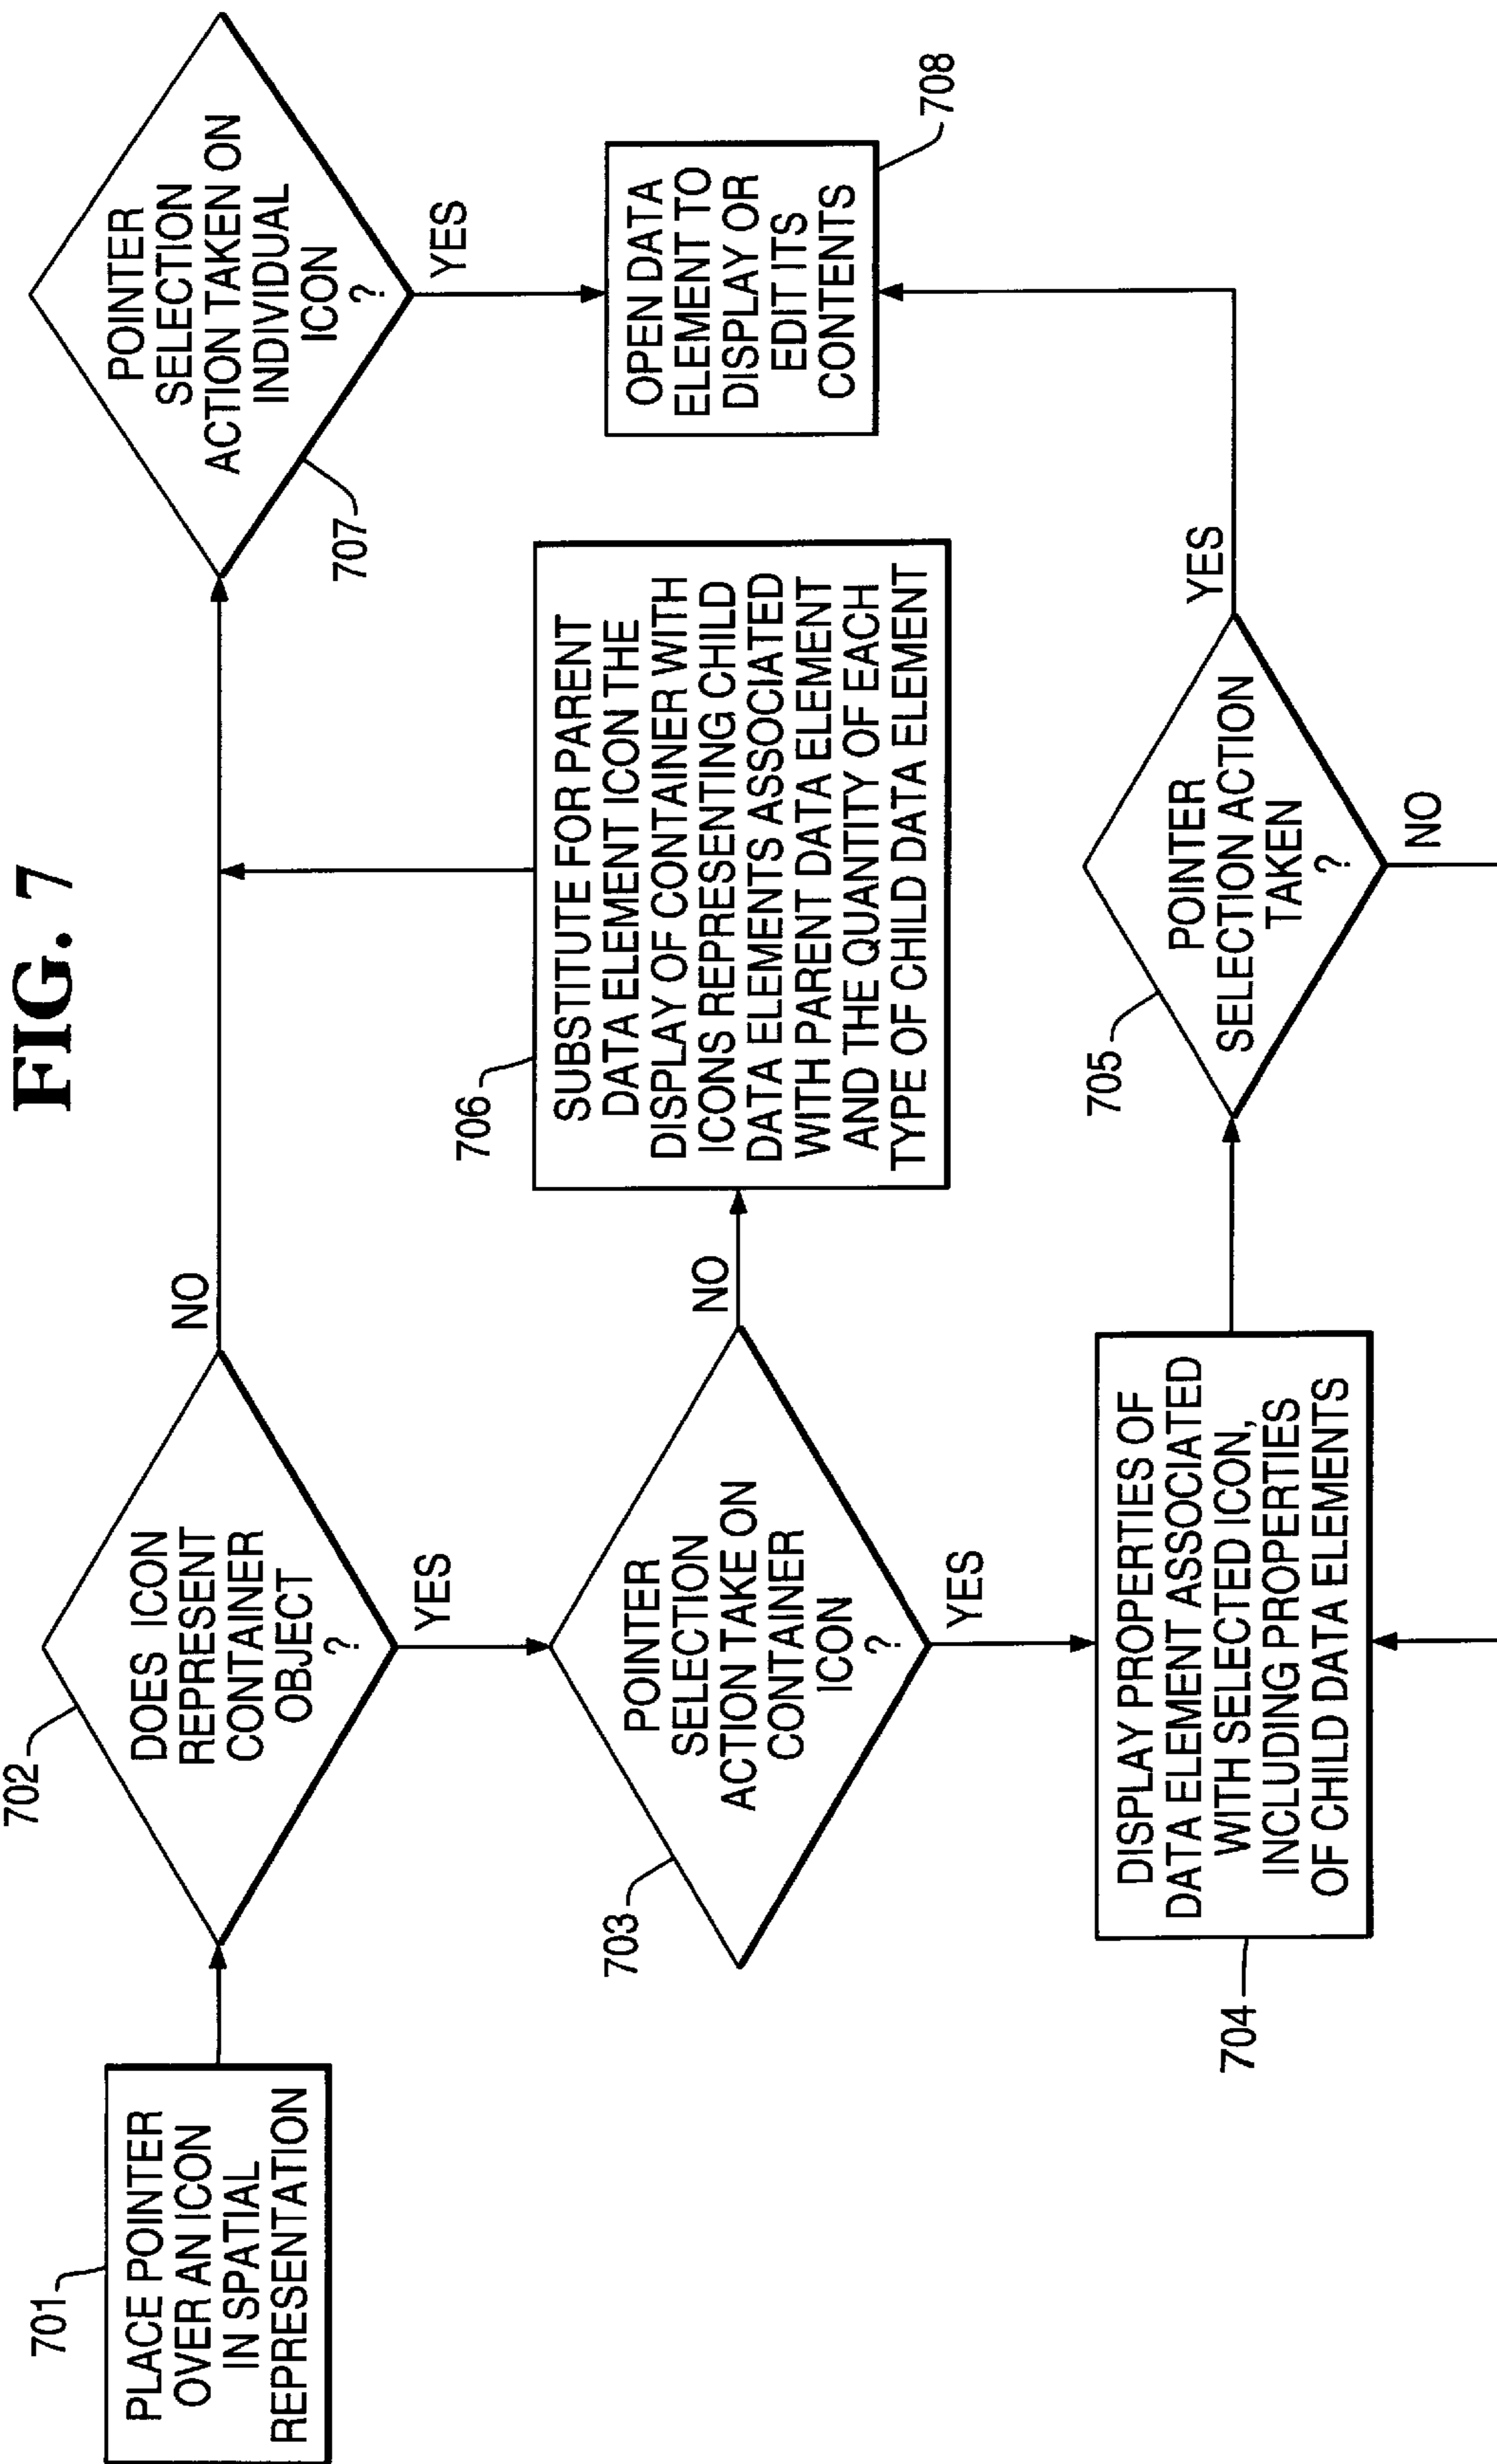 FIG. 7
701
PLACE POINTER
OVER AN ICON
IN SPATIAL
REPRESENTATION
702
DOES ICON
REPRESENT
CONTAINER
OBJECT
?
NO
YES
703
POINTER
SELECTION
ACTION TAKE ON
CONTAINER
ICON
?
NO
YES
704
DISPLAY PROPERTIES OF
DATA ELEMENT ASSOCIATED
WITH SELECTED ICON,
INCLUDING PROPERTIES
OF CHILD DATA ELEMENTS
705
POINTER
SELECTION ACTION
TAKEN
?
YES
NO
706
SUBSTITUTE FOR PARENT
DATA ELEMENT ICON THE
DISPLAY OF CONTAINER WITH
ICONS REPRESENTING CHILD
DATA ELEMENTS ASSOCIATED
WITH PARENT DATA ELEMENT
AND THE QUANTITY OF EACH
TYPE OF CHILD DATA ELEMENT
707
POINTER
SELECTION
ACTION TAKEN ON
INDIVIDUAL
ICON
?
YES
708
OPEN DATA
ELEMENT TO
DISPLAY OR
EDIT ITS
CONTENTS